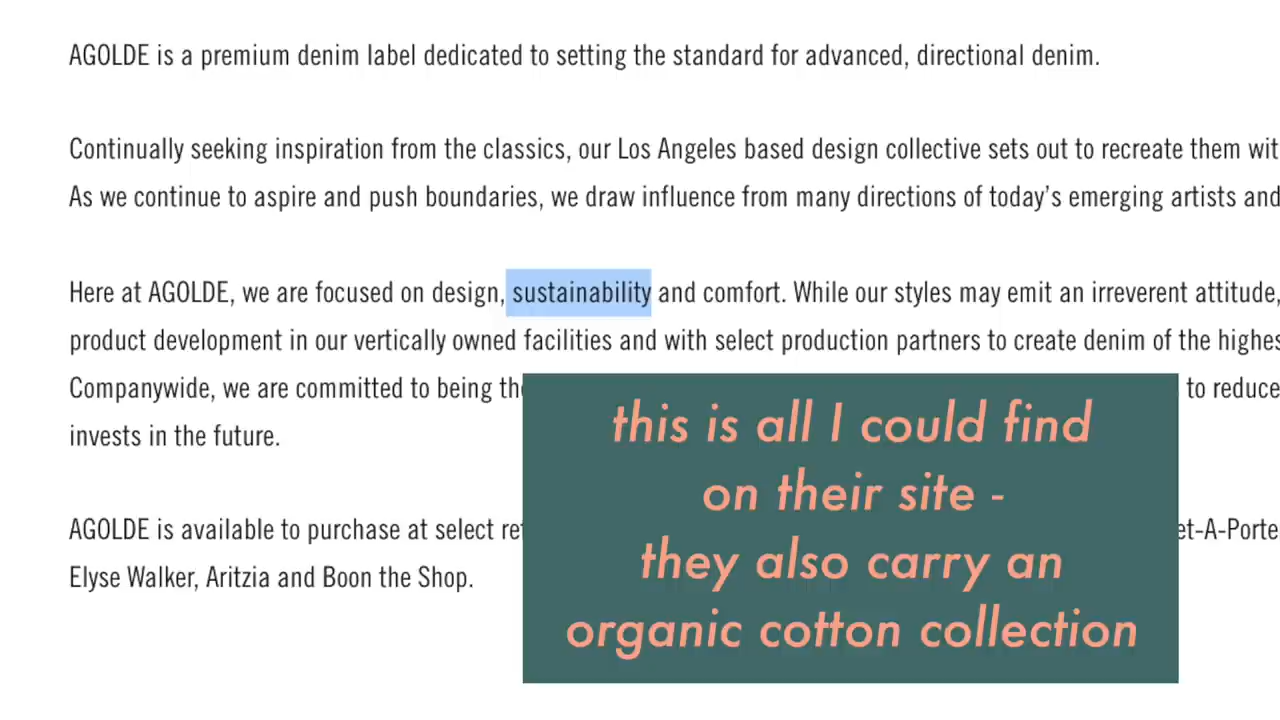 AGOLDE is a premium denim label dedicated to setting the standard for advanced, directional denim.
Continually seeking inspiration from the classics, our Los Angeles based design collective sets out to recreate them
As we continue to aspire and push boundaries, we draw influence from many directions of today’s emerging artists and
Here at AGOLDE, we are focused on design, sustainability and comfort. While our styles may emit an irreverent attitude,
product development in our vertically owned facilities and with select production partners to create denim of the
Companywide, we are committed to being to reduce
invests in the future.
AGOLDE is available to purchase at select
Elyse Walker, Aritzia and Boon the Shop.
this is all I could find
on their site -
they also carry an
organic cotton collection